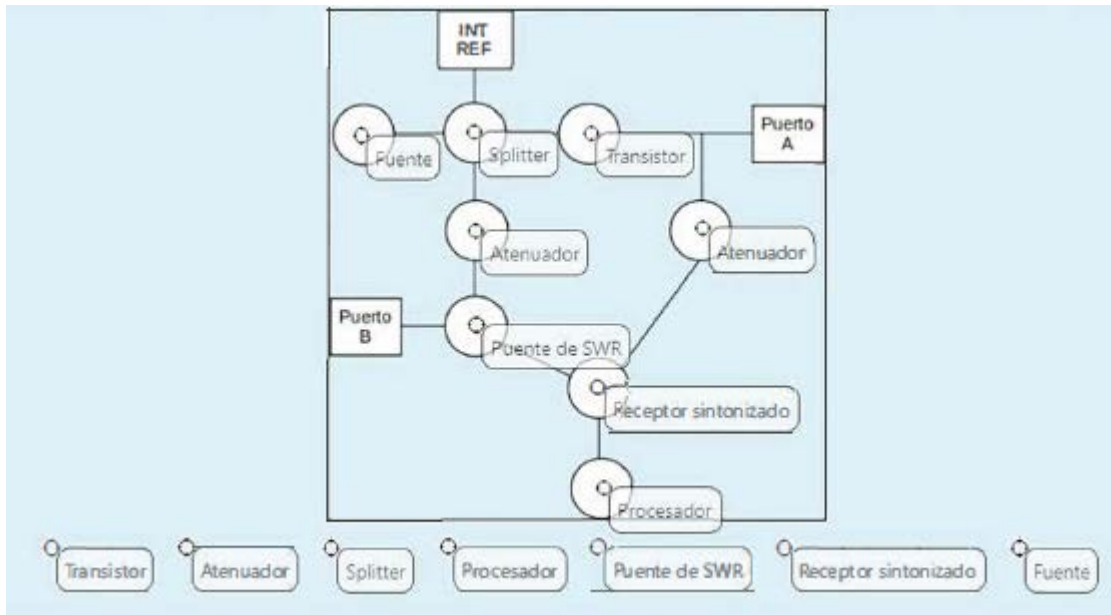 INT
REF
Puerto
A
Fuente
Splitter
Transistor
Atenuador
Atenuador
Puerto
B
Puente de SWR
Receptor sintonizado
Procesador
Transistor
Atenuador
Splitter
Procesador
Puente de SWR
Receptor sintonizado
Fuente